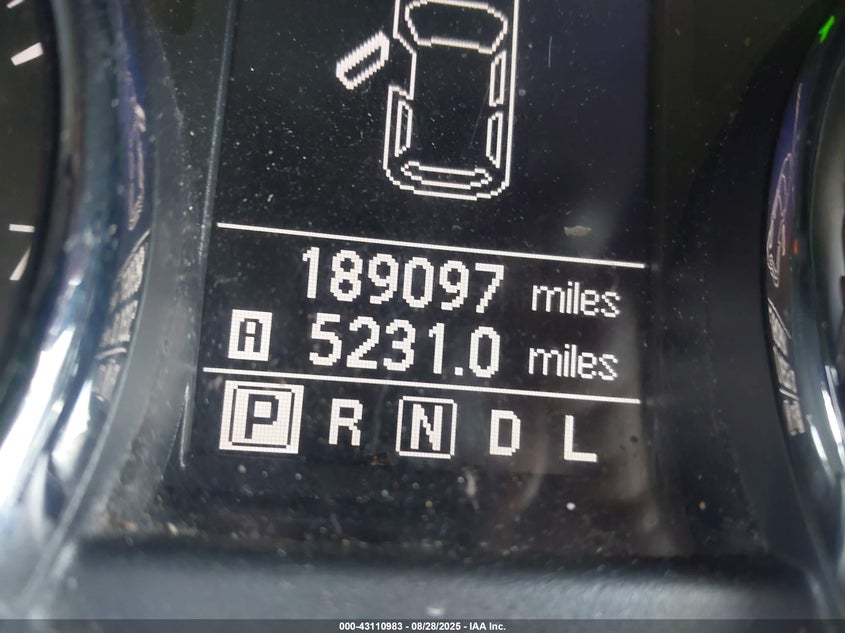 189097 miles
A 5231.0 miles
P R N D L
000-43110983 / 08/28/2025 - IAA Inc.